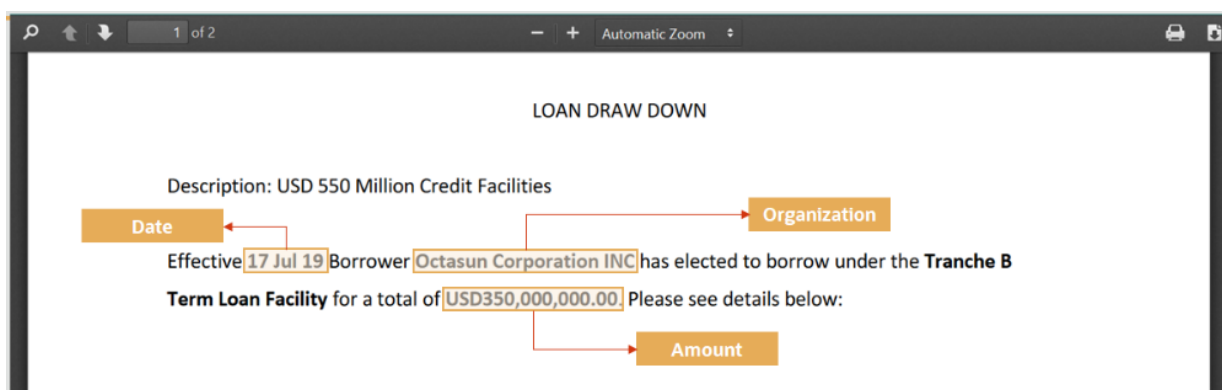 1 of 2 − + Automatic Zoom
LOAN DRAW DOWN
Description: USD 550 Million Credit Facilities
Date
Organization
Effective 17 Jul 19 Borrower Octasun Corporation INC has elected to borrow under the Tranche B
Term Loan Facility for a total of USD350,000,000.00. Please see details below:
Amount